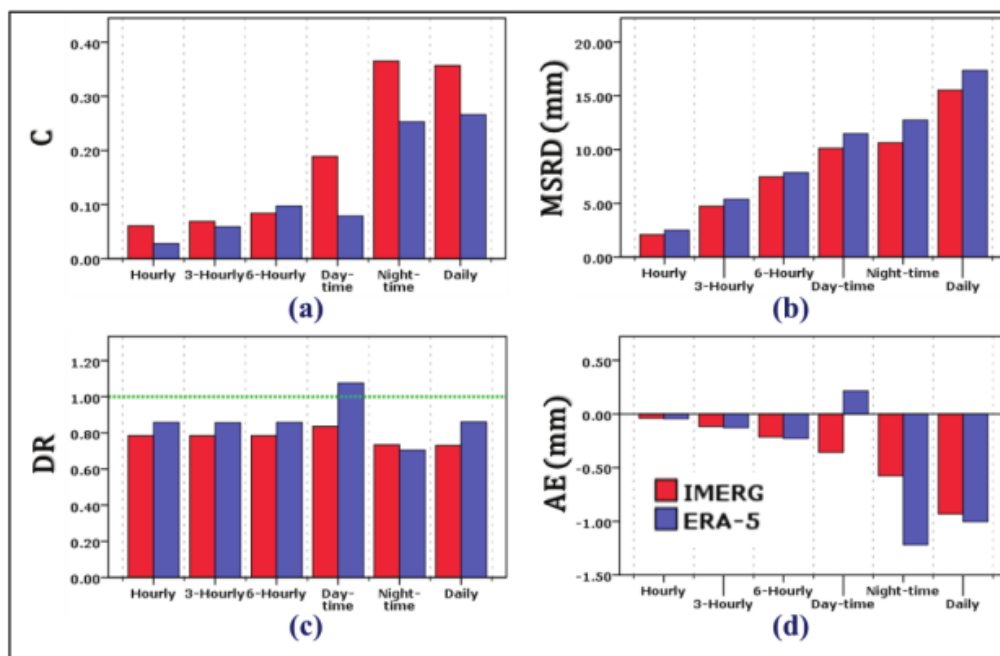 C
0.40
0.30
0.20
0.10
0.00
Hourly 3-Hourly 6-Hourly Day- Night- Daily
time time
(a)
MSRD (mm)
20.00
15.00
10.00
5.00
0.00
Hourly 6-Hourly Night-time
3-Hourly Day-time Daily
(b)
DR
1.20
1.00
0.80
0.60
0.40
0.20
0.00
Hourly 3-Hourly 6-Hourly Day- Night- Daily
time time
(c)
AE (mm)
0.50
0.00
-0.50
-1.00
-1.50
IMERG
ERA-5
Hourly 6-Hourly Night-time
3-Hourly Day-time Daily
(d)